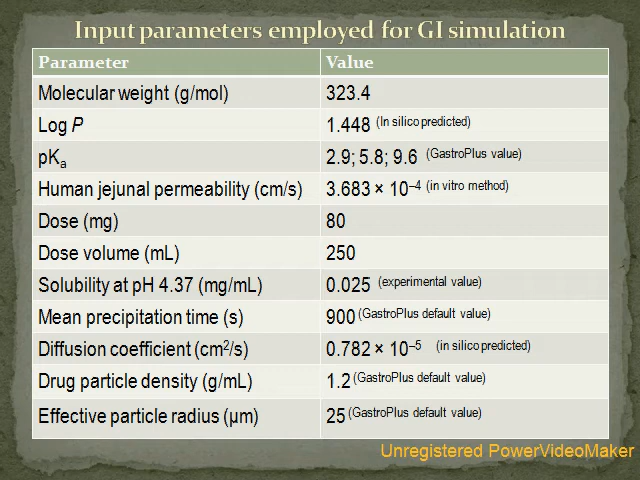 Input parameters employed for GI simulation
Parameter Value
Molecular weight (g/mol) 323.4
Log P 1.448 (In silico predicted)
pKa 2.9; 5.8; 9.6 (GastroPlus value)
Human jejunal permeability (cm/s) 3.683 × 10⁻⁴ (in vitro method)
Dose (mg) 80
Dose volume (mL) 250
Solubility at pH 4.37 (mg/mL) 0.025 (experimental value)
Mean precipitation time (s) 900 (GastroPlus default value)
Diffusion coefficient (cm²/s) 0.782 × 10⁻⁵ (in silico predicted)
Drug particle density (g/mL) 1.2 (GastroPlus default value)
Effective particle radius (µm) 25 (GastroPlus default value)
Unregistered PowerVideoMaker